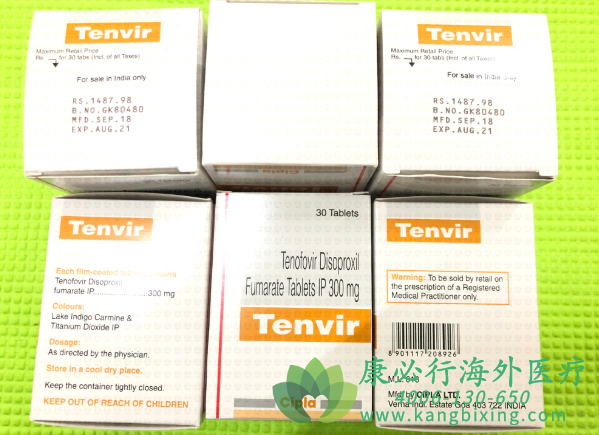 Tenvir
Maximum Retail Price
Rs. for 30 tabs (Incl. of all Taxes)
For sale in India only
RS.1487.98
B.NO.GK80480
MFD.SEP.18
EXP.AUG.21
Tenvir
Maximum Retail Price
Rs. for 30 tabs (Incl. of all Taxes)
For sale in India only
RS.1487.98
B.NO.GK80480
MFD.SEP.18
EXP.AUG.21
Tenvir
Each film-coated
Tenofovir Disoproxil
fumarate IP..................300 mg
Colours:
Lake Indigo Carmine &
Titanium Dioxide IP
Dosage:
As directed by the physician.
Store in a cool dry place.
Keep the container tightly closed.
KEEP OUT OF REACH OF CHILDREN
30 Tablets
Tenofovir Disoproxil
Fumarate Tablets IP 300 mg
Tenvir
Cipla
Tenvir
Warning: To be sold by retail on
the prescription of a Registered
Medical Practitioner only.
8901117208926
M.L.
Mfd. by CIPLA LTD.
Verna Ind. Estate Goa 403 722 INDIA
康必行海外医疗
130-650
www.kangbixing.com